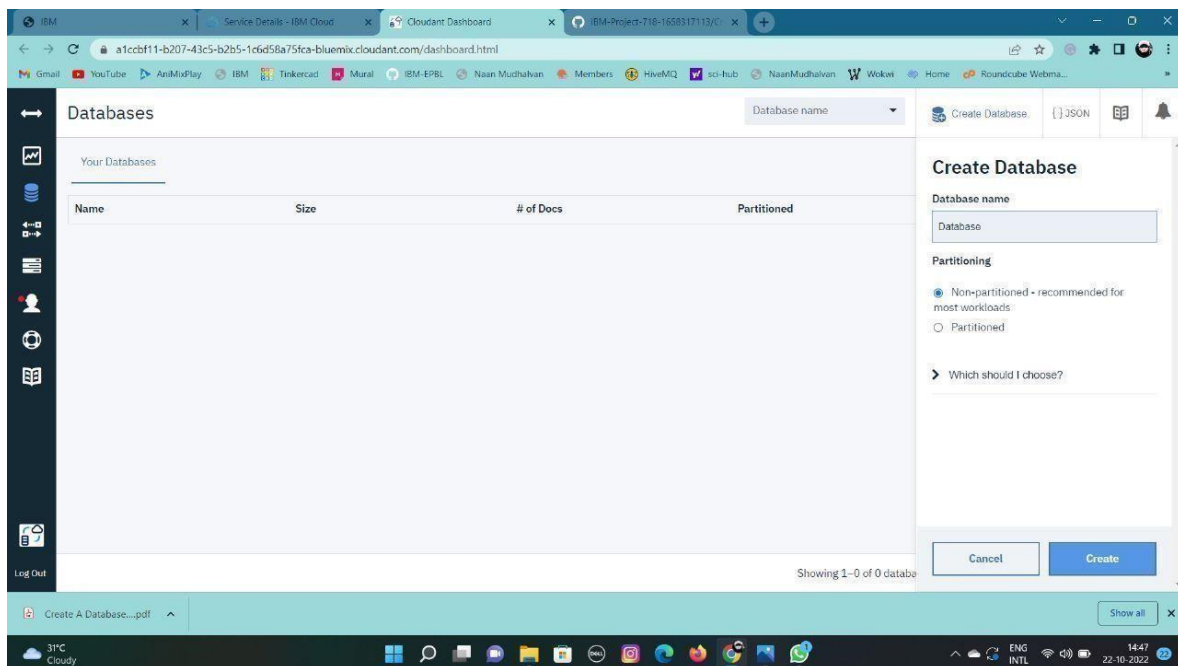 IBM
Service Details - IBM Cloud
Cloudant Dashboard
IBM-Project-718-1658317113/C
a1ccbf11-b207-43c5-b2b5-1c6d58a75fca-bluemix.cloudant.com/dashboard.html
Gmail YouTube AniMixPlay IBM Tinkercad Mural IBM-EPBL Naan Mudhalvan Members HiveMQ sci-hub NaanMudhalvan Wokwi Home Roundcube Webma...
Databases
Database name
Create Database
{ } JSON
Your Databases
Name Size # of Docs Partitioned
Create Database
Database name
Database
Partitioning
Non-partitioned - recommended for
most workloads
Partitioned
Which should I choose?
Cancel
Create
Log Out
Showing 1–0 of 0 databa
Create A Database....pdf
Show all
31°C
Cloudy
DELL
ENG
INTL
14:47
22-10-2022
22